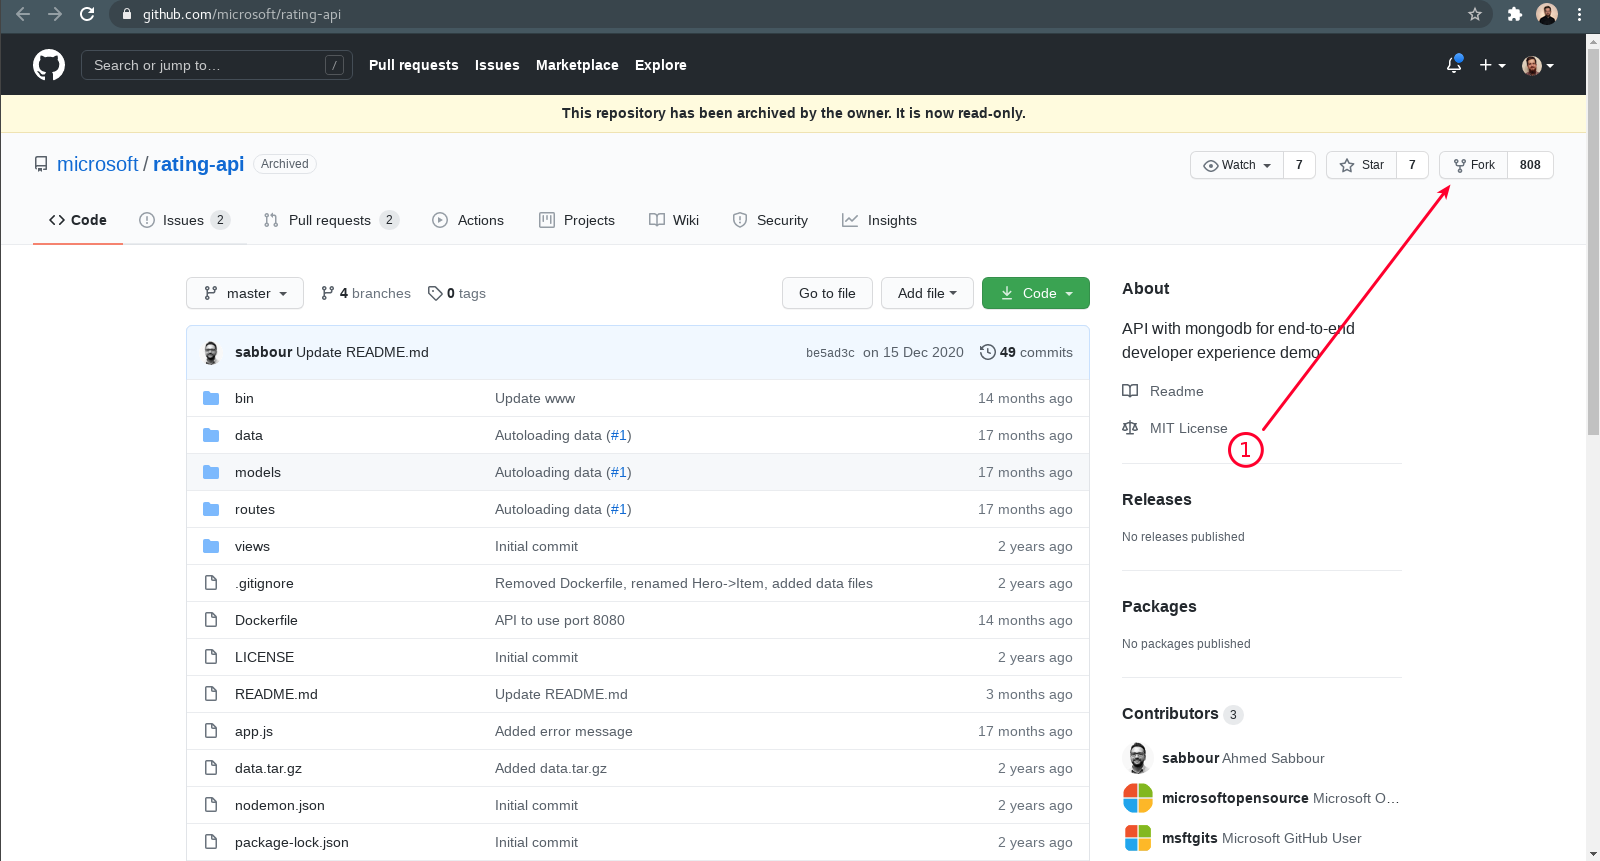 github.com/microsoft/rating-api
Search or jump to… / Pull requests Issues Marketplace Explore
This repository has been archived by the owner. It is now read-only.
microsoft / rating-api Archived Watch 7 Star 7 Fork 808
Code Issues 2 Pull requests 2 Actions Projects Wiki Security Insights
master 4 branches 0 tags Go to file Add file Code
sabbour Update README.md be5ad3c on 15 Dec 2020 49 commits
bin Update www 14 months ago
data Autoloading data (#1) 17 months ago
models Autoloading data (#1) 17 months ago
routes Autoloading data (#1) 17 months ago
views Initial commit 2 years ago
.gitignore Removed Dockerfile, renamed Hero->Item, added data files 2 years ago
Dockerfile API to use port 8080 14 months ago
LICENSE Initial commit 2 years ago
README.md Update README.md 3 months ago
app.js Added error message 17 months ago
data.tar.gz Added data.tar.gz 2 years ago
nodemon.json Initial commit 2 years ago
package-lock.json Initial commit 2 years ago
About
API with mongodb for end-to-end
developer experience demo
Readme
MIT License
1
Releases
No releases published
Packages
No packages published
Contributors 3
sabbour Ahmed Sabbour
microsoftopensource Microsoft O…
msftgits Microsoft GitHub User